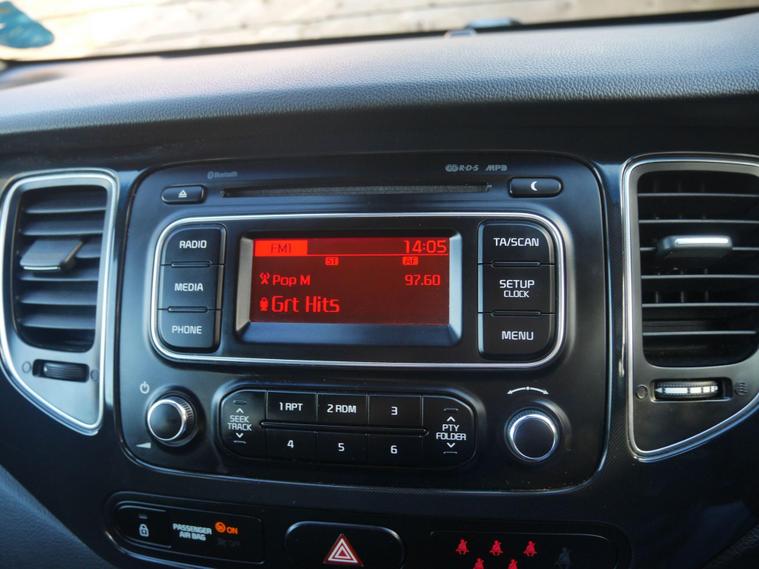 Bluetooth
R·D·S MP3
RADIO
MEDIA
PHONE
FM1 14:05
ST AF
Pop M 97.60
Grt Hits
TA/SCAN
SETUP
CLOCK
MENU
SEEK
TRACK
1 RPT 2 RDM 3
4 5 6
PTY
FOLDER
PASSENGER
AIR BAG
ON